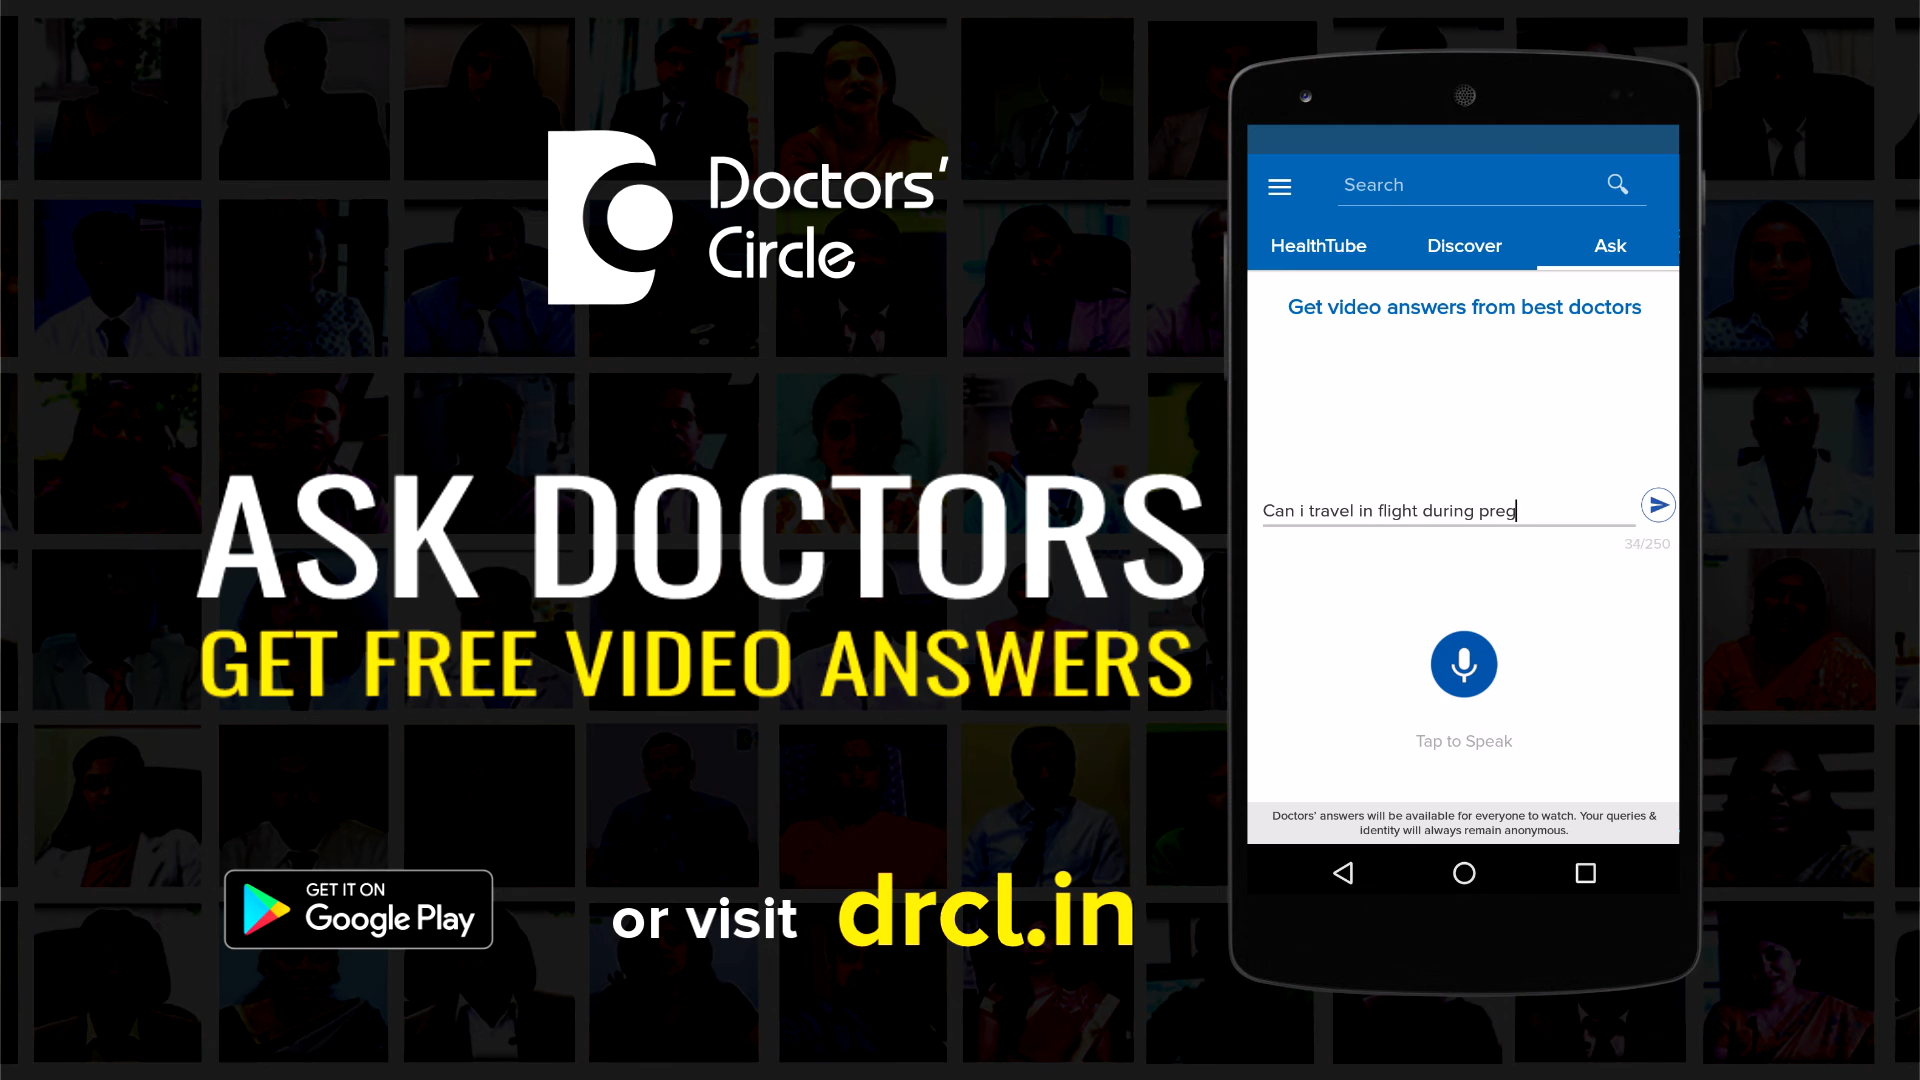 Doctors'
Circle
ASK DOCTORS
GET FREE VIDEO ANSWERS
GET IT ON
Google Play
or visit drcl.in
Search
HealthTube Discover Ask
Get video answers from best doctors
Can i travel in flight during preg
34/250
Tap to Speak
Doctors' answers will be available for everyone to watch. Your queries &
identity will always remain anonymous.